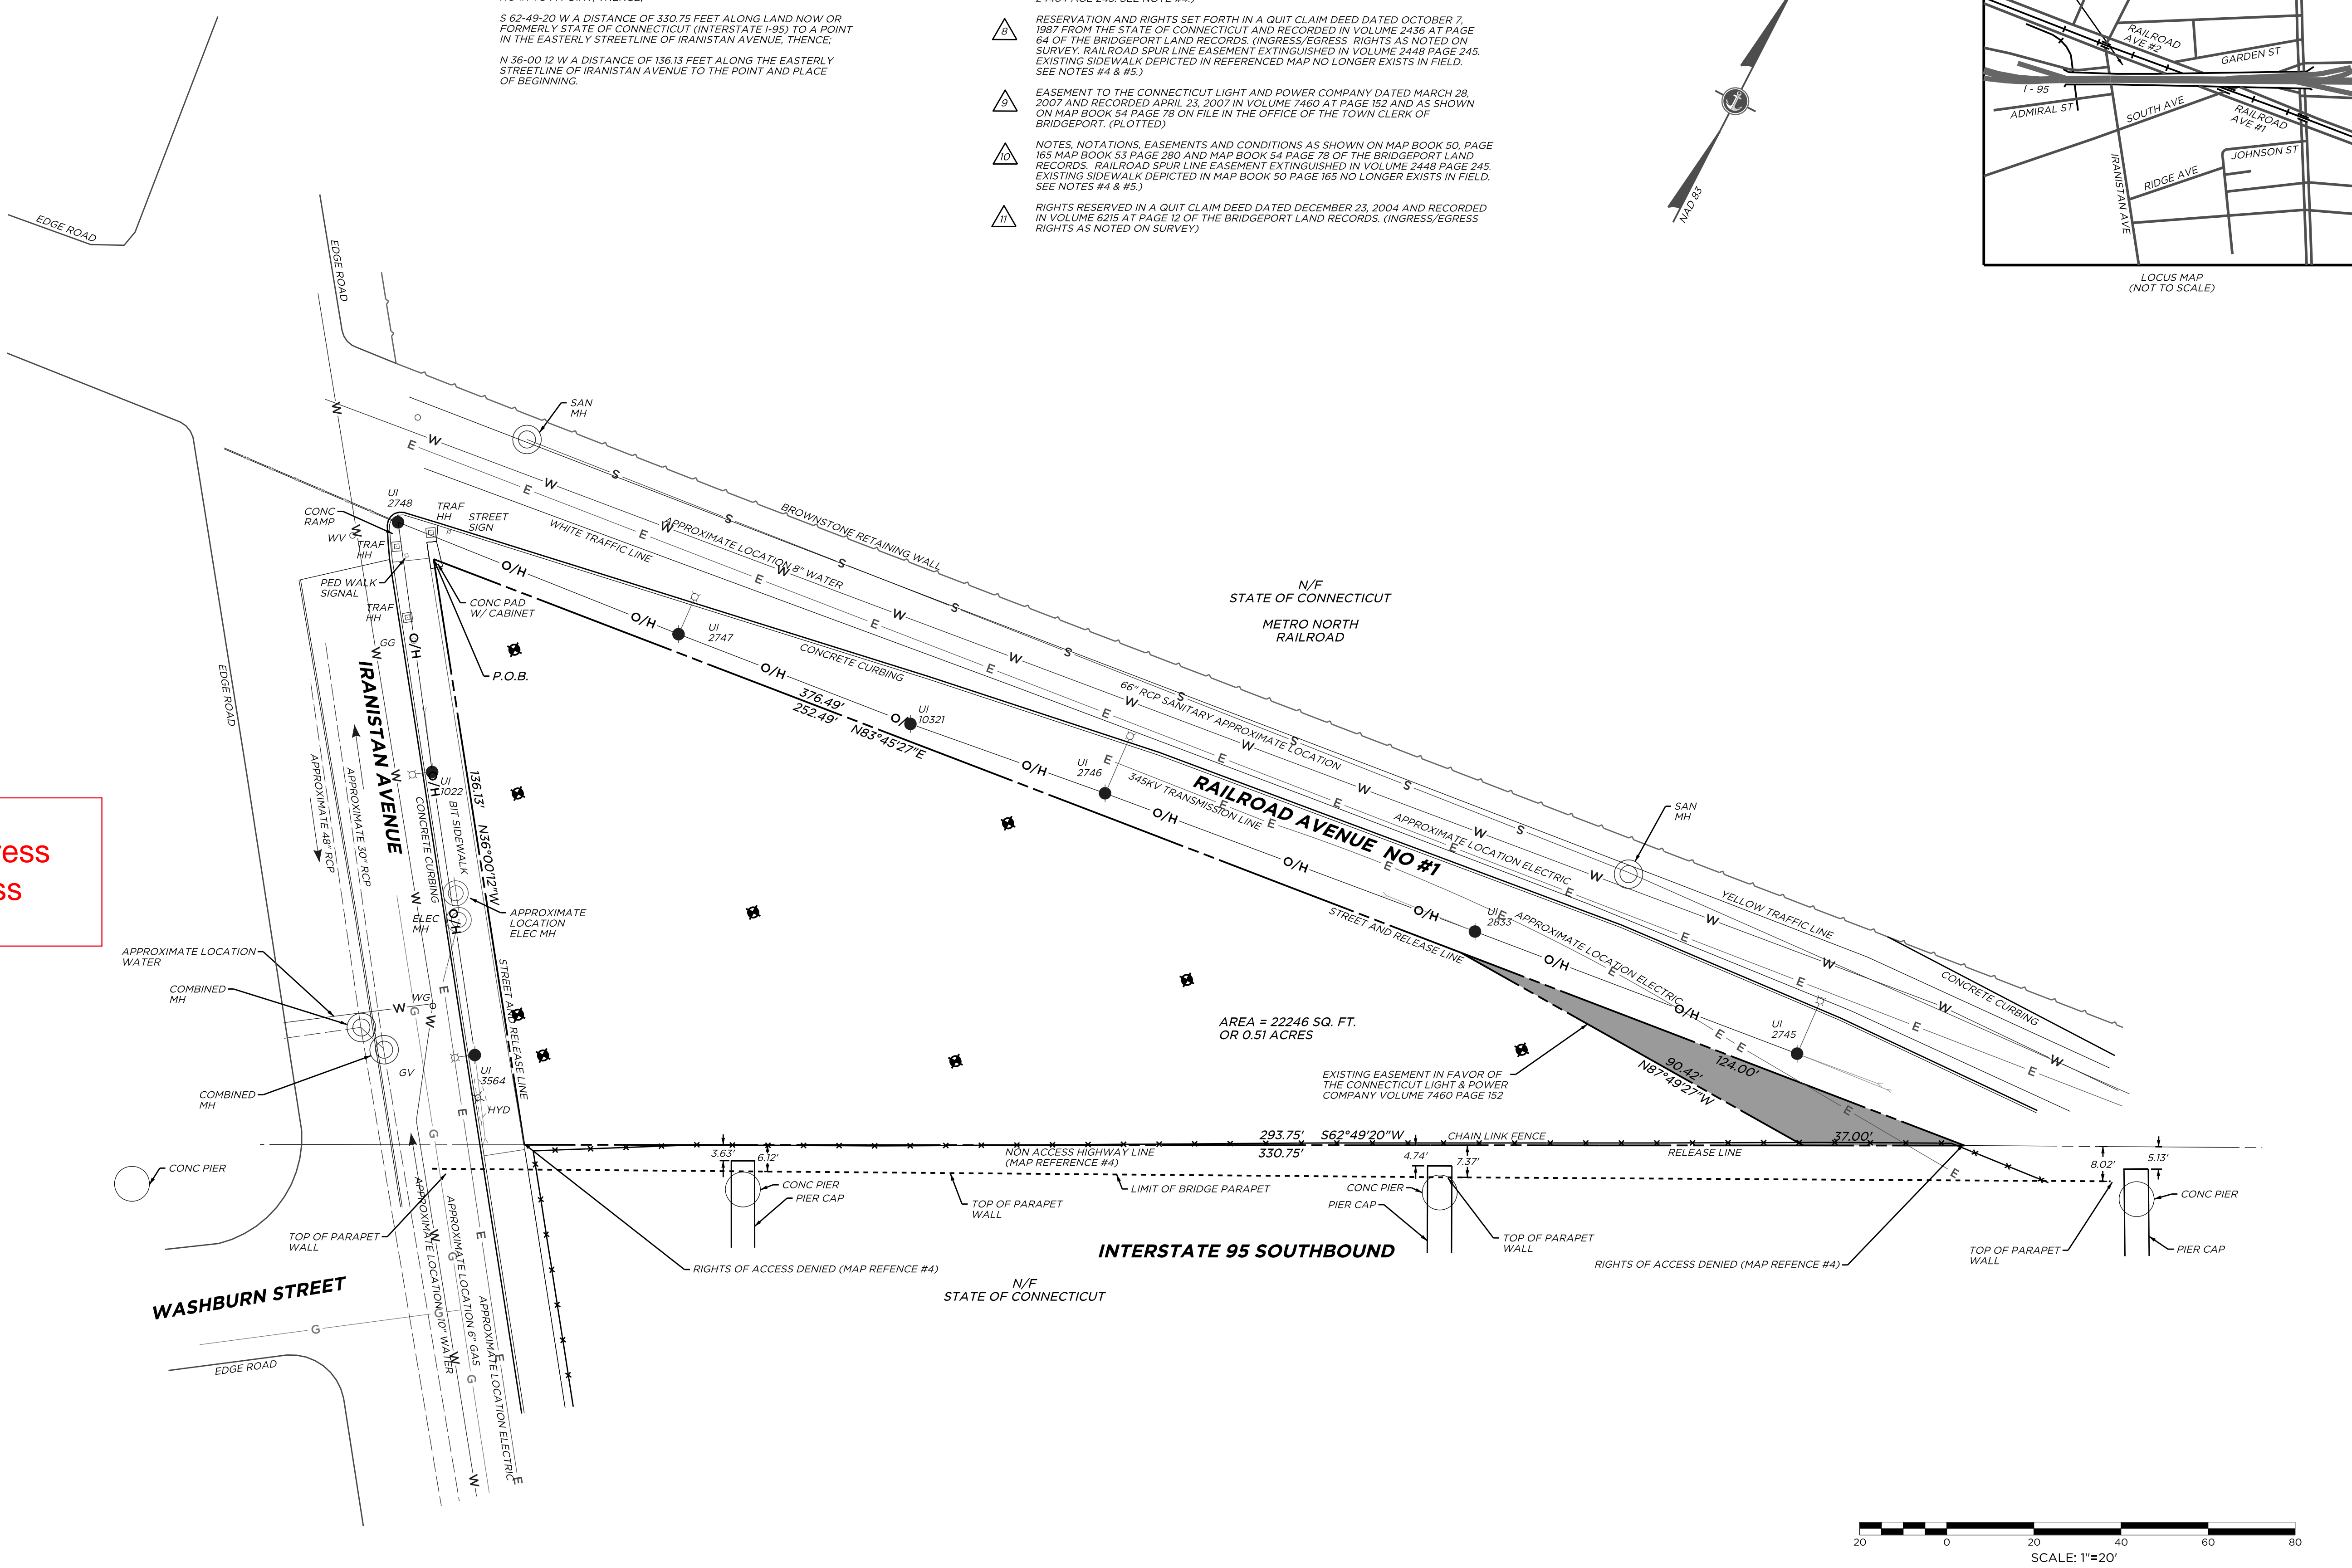 S 62-49-20 W A DISTANCE OF 330.75 FEET ALONG LAND NOW OR
FORMERLY STATE OF CONNECTICUT (INTERSTATE I-95) TO A POINT
IN THE EASTERLY STREETLINE OF IRANISTAN AVENUE, THENCE;
N 36-00 12 W A DISTANCE OF 136.13 FEET ALONG THE EASTERLY
STREETLINE OF IRANISTAN AVENUE TO THE POINT AND PLACE
OF BEGINNING.
8
RESERVATION AND RIGHTS SET FORTH IN A QUIT CLAIM DEED DATED OCTOBER 7,
1987 FROM THE STATE OF CONNECTICUT AND RECORDED IN VOLUME 2436 AT PAGE
64 OF THE BRIDGEPORT LAND RECORDS. (INGRESS/EGRESS RIGHTS AS NOTED ON
SURVEY. RAILROAD SPUR LINE EASEMENT EXTINGUISHED IN VOLUME 2448 PAGE 245.
EXISTING SIDEWALK DEPICTED IN REFERENCED MAP NO LONGER EXISTS IN FIELD.
SEE NOTES #4 & #5.)
9
EASEMENT TO THE CONNECTICUT LIGHT AND POWER COMPANY DATED MARCH 28,
2007 AND RECORDED APRIL 23, 2007 IN VOLUME 7460 AT PAGE 152 AND AS SHOWN
ON MAP BOOK 54 PAGE 78 ON FILE IN THE OFFICE OF THE TOWN CLERK OF
BRIDGEPORT. (PLOTTED)
10
NOTES, NOTATIONS, EASEMENTS AND CONDITIONS AS SHOWN ON MAP BOOK 50, PAGE
165 MAP BOOK 53 PAGE 280 AND MAP BOOK 54 PAGE 78 OF THE BRIDGEPORT LAND
RECORDS. RAILROAD SPUR LINE EASEMENT EXTINGUISHED IN VOLUME 2448 PAGE 245.
EXISTING SIDEWALK DEPICTED IN MAP BOOK 50 PAGE 165 NO LONGER EXISTS IN FIELD.
SEE NOTES #4 & #5.)
11
RIGHTS RESERVED IN A QUIT CLAIM DEED DATED DECEMBER 23, 2004 AND RECORDED
IN VOLUME 6215 AT PAGE 12 OF THE BRIDGEPORT LAND RECORDS. (INGRESS/EGRESS
RIGHTS AS NOTED ON SURVEY)
NAD 83
RAILROAD
AVE #2
GARDEN ST
I - 95
ADMIRAL ST
SOUTH AVE
RAILROAD
AVE #1
JOHNSON ST
RIDGE AVE
IRANISTAN AVE
LOCUS MAP
(NOT TO SCALE)
EDGE ROAD
EDGE ROAD
EDGE ROAD
SAN
MH
BROWNSTONE RETAINING WALL
APPROXIMATE LOCATION 8" WATER
WHITE TRAFFIC LINE
UI
2748
TRAF
HH
STREET
SIGN
CONC
RAMP
WV
TRAF
HH
PED WALK
SIGNAL
TRAF
HH
GG
CONC PAD
W/ CABINET
P.O.B.
UI
2747
CONCRETE CURBING
376.49'
252.49'
N83°45'27"E
UI
10321
N/F
STATE OF CONNECTICUT
METRO NORTH
RAILROAD
66" RCP SANITARY APPROXIMATE LOCATION
UI
2746
345KV TRANSMISSION LINE
RAILROAD AVENUE NO #1
APPROXIMATE LOCATION ELECTRIC
SAN
MH
YELLOW TRAFFIC LINE
CONCRETE CURBING
STREET AND RELEASE LINE
UI
2833
APPROXIMATE LOCATION ELECTRIC
UI
2745
124.00'
90.42'
N87°49'27"W
37.00'
EXISTING EASEMENT IN FAVOR OF
THE CONNECTICUT LIGHT & POWER
COMPANY VOLUME 7460 PAGE 152
AREA = 22246 SQ. FT.
OR 0.51 ACRES
IRANISTAN AVENUE
APPROXIMATE 48" RCP
APPROXIMATE 30" RCP
CONCRETE CURBING
UI
1022
BIT SIDEWALK
136.13'
N36°00'12"W
ELEC
MH
APPROXIMATE
LOCATION
ELEC MH
STREET AND RELEASE LINE
APPROXIMATE LOCATION
WATER
COMBINED
MH
WG
GV
COMBINED
MH
UI
3564
HYD
CONC PIER
TOP OF PARAPET
WALL
APPROXIMATE LOCATION 10" WATER
APPROXIMATE LOCATION 6" GAS
APPROXIMATE LOCATION ELECTRIC
WASHBURN STREET
EDGE ROAD
293.75' S62°49'20"W
330.75'
CHAIN LINK FENCE
RELEASE LINE
NON ACCESS HIGHWAY LINE
(MAP REFERENCE #4)
3.63'
6.12'
CONC PIER
PIER CAP
TOP OF PARAPET
WALL
LIMIT OF BRIDGE PARAPET
4.74'
7.37'
CONC PIER
PIER CAP
TOP OF PARAPET
WALL
8.02'
5.13'
CONC PIER
TOP OF PARAPET
WALL
PIER CAP
RIGHTS OF ACCESS DENIED (MAP REFENCE #4)
RIGHTS OF ACCESS DENIED (MAP REFENCE #4)
INTERSTATE 95 SOUTHBOUND
N/F
STATE OF CONNECTICUT
20 0 20 40 60 80
SCALE: 1"=20'